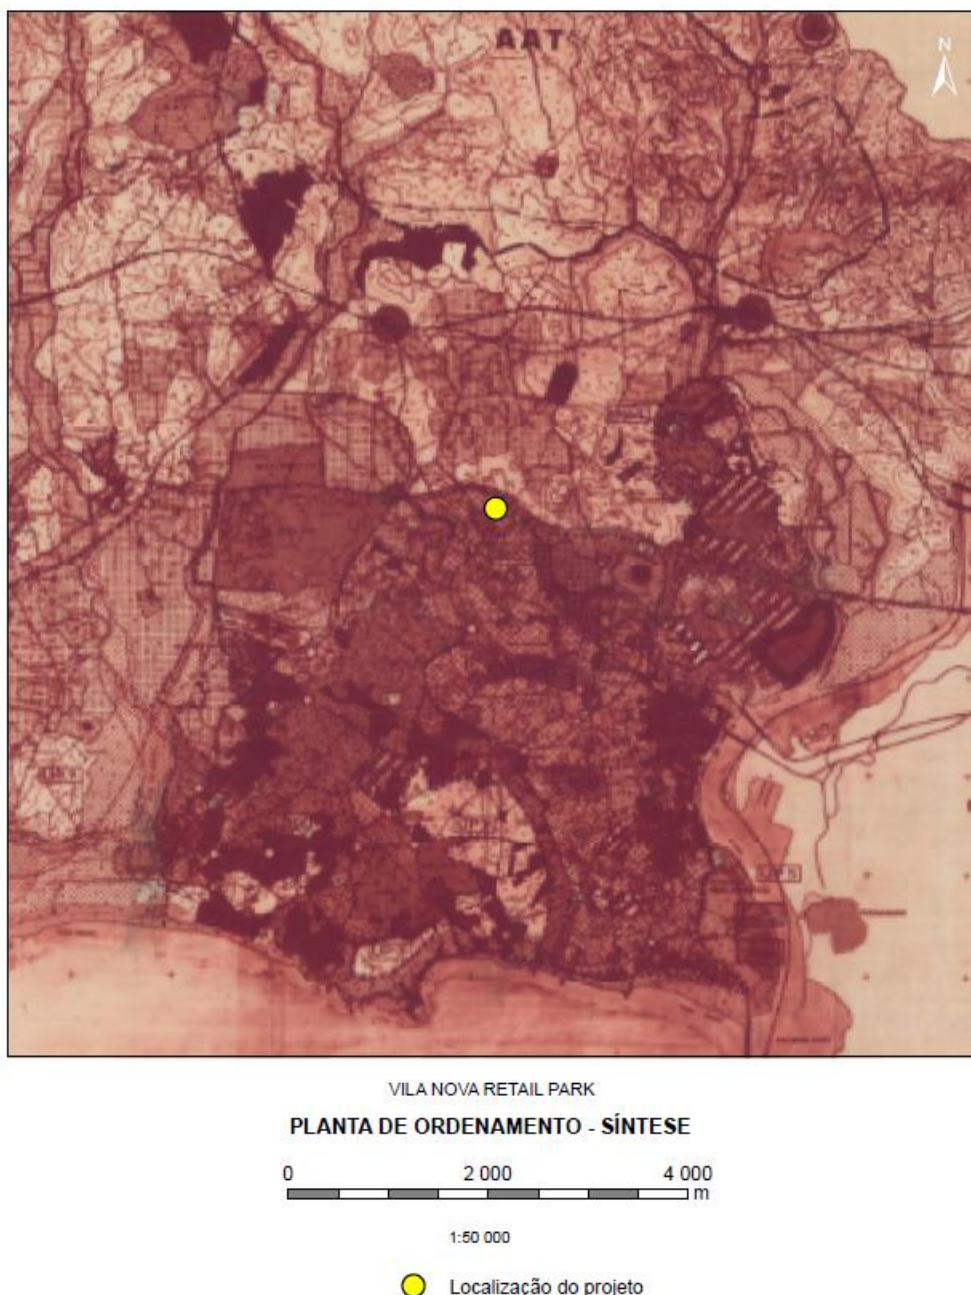 AAT
N
VILA NOVA RETAIL PARK
PLANTA DE ORDENAMENTO - SÍNTESE
0 2 000 4 000
m
1:50 000
Localização do projeto